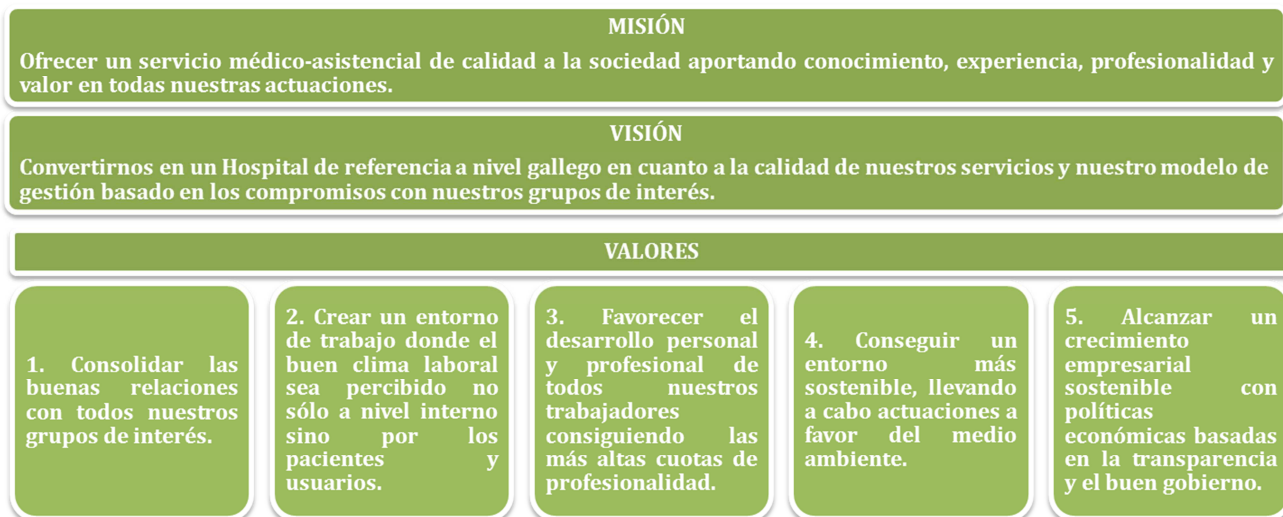 MISIÓN
Ofrecer un servicio médico-asistencial de calidad a la sociedad aportando conocimiento, experiencia, profesionalidad y
valor en todas nuestras actuaciones.
VISIÓN
Convertirnos en un Hospital de referencia a nivel gallego en cuanto a la calidad de nuestros servicios y nuestro modelo de
gestión basado en los compromisos con nuestros grupos de interés.
VALORES
1. Consolidar las
buenas relaciones
con todos nuestros
grupos de interés.
2. Crear un entorno
de trabajo donde el
buen clima laboral
sea percibido no
sólo a nivel interno
sino por los
pacientes y
usuarios.
3. Favorecer el
desarrollo personal
y profesional de
todos nuestros
trabajadores
consiguiendo las
más altas cuotas de
profesionalidad.
4. Conseguir un
entorno más
sostenible, llevando
a cabo actuaciones a
favor del medio
ambiente.
5. Alcanzar un
crecimiento
empresarial
sostenible con
políticas
económicas basadas
en la transparencia
y el buen gobierno.